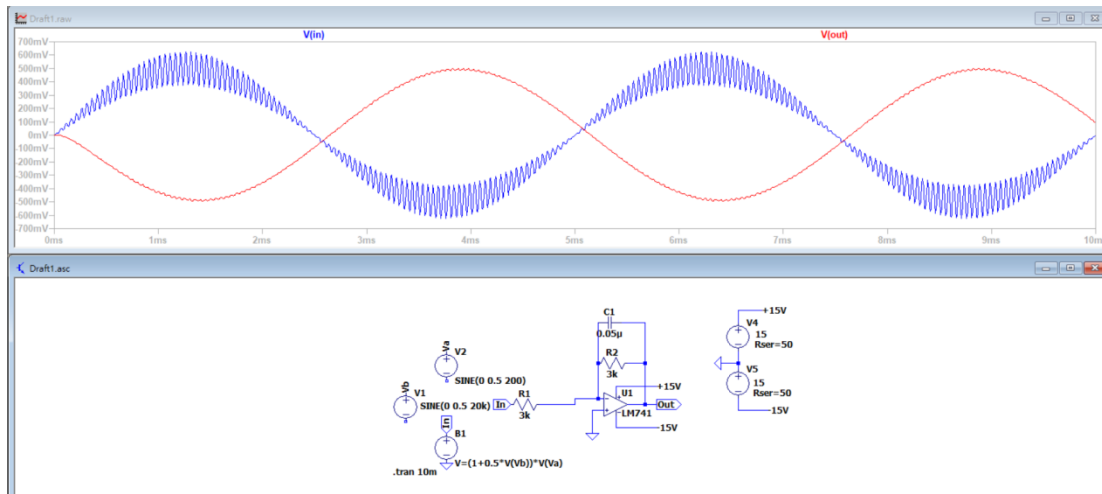 Draft1.raw
V(in) V(out)
700mV
600mV
500mV
400mV
300mV
200mV
100mV
0mV
-100mV
-200mV
-300mV
-400mV
-500mV
-600mV
-700mV
0ms 1ms 2ms 3ms 4ms 5ms 6ms 7ms 8ms 9ms 10ms
Draft1.asc
C1
0.05µ
R2
3k
+15V
V4
15
Rser=50
V5
15
Rser=50
-15V
Va
V2
SINE(0 0.5 200)
Vb
V1
SINE(0 0.5 20k)
In
R1
3k
U1
+15V
LM741
Out
-15V
In
B1
V=(1+0.5*V(Vb))*V(Va)
.tran 10m